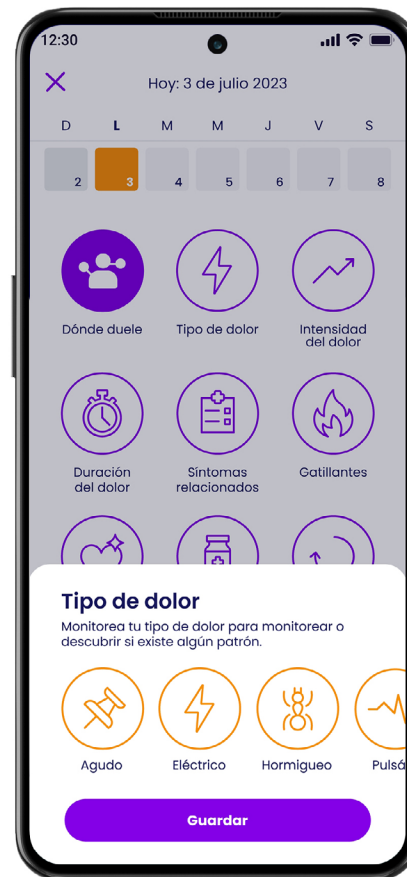 12:30
Hoy: 3 de julio 2023
D L M M J V S
2 3 4 5 6 7 8
Dónde duele
Tipo de dolor
Intensidad
del dolor
Duración
del dolor
Síntomas
relacionados
Gatillantes
Tipo de dolor
Monitorea tu tipo de dolor para monitorear o
descubrir si existe algún patrón.
Agudo Eléctrico Hormigueo Pulsá
Guardar